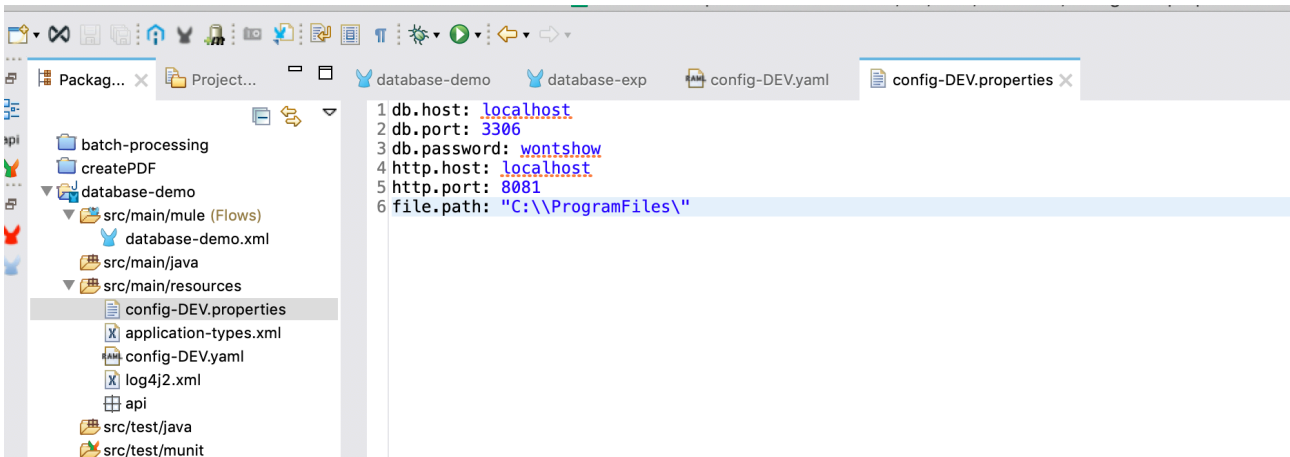 Packag...
Project...
database-demo
database-exp
config-DEV.yaml
config-DEV.properties
api
batch-processing
createPDF
database-demo
src/main/mule (Flows)
database-demo.xml
src/main/java
src/main/resources
config-DEV.properties
application-types.xml
config-DEV.yaml
log4j2.xml
api
src/test/java
src/test/munit
1 db.host: localhost
2 db.port: 3306
3 db.password: wontshow
4 http.host: localhost
5 http.port: 8081
6 file.path: "C:\\ProgramFiles\"